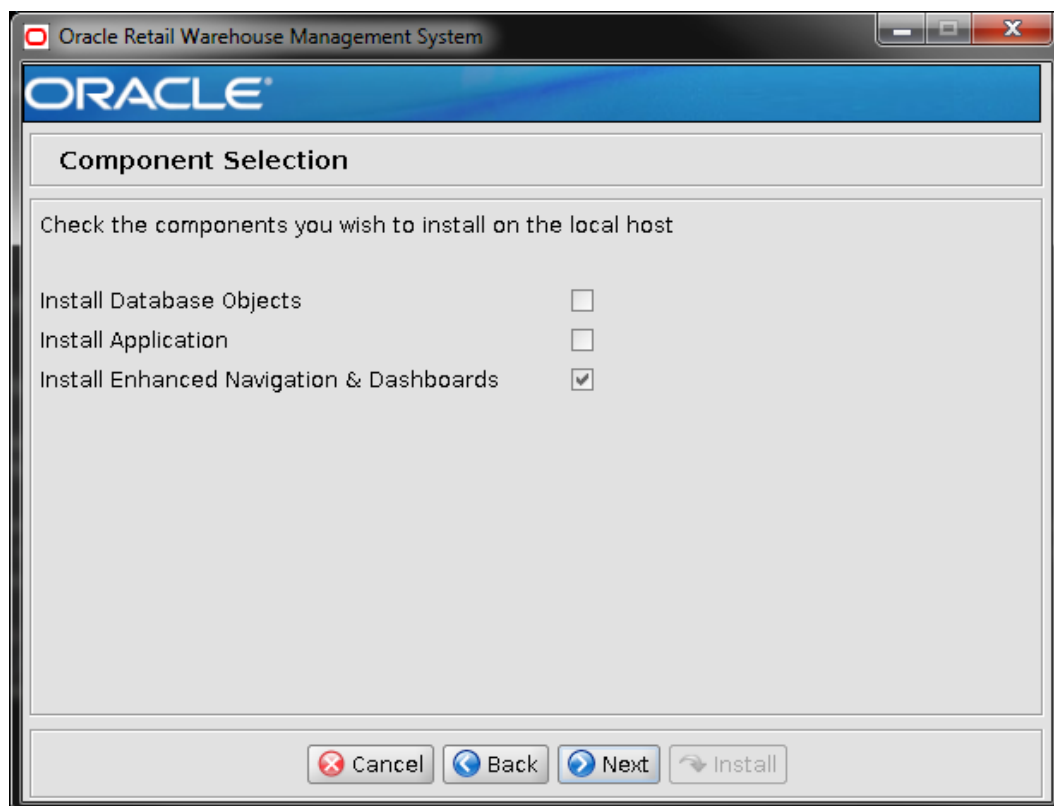 Oracle Retail Warehouse Management System
ORACLE®
Component Selection
Check the components you wish to install on the local host
Install Database Objects
Install Application
Install Enhanced Navigation & Dashboards
Cancel Back Next Install